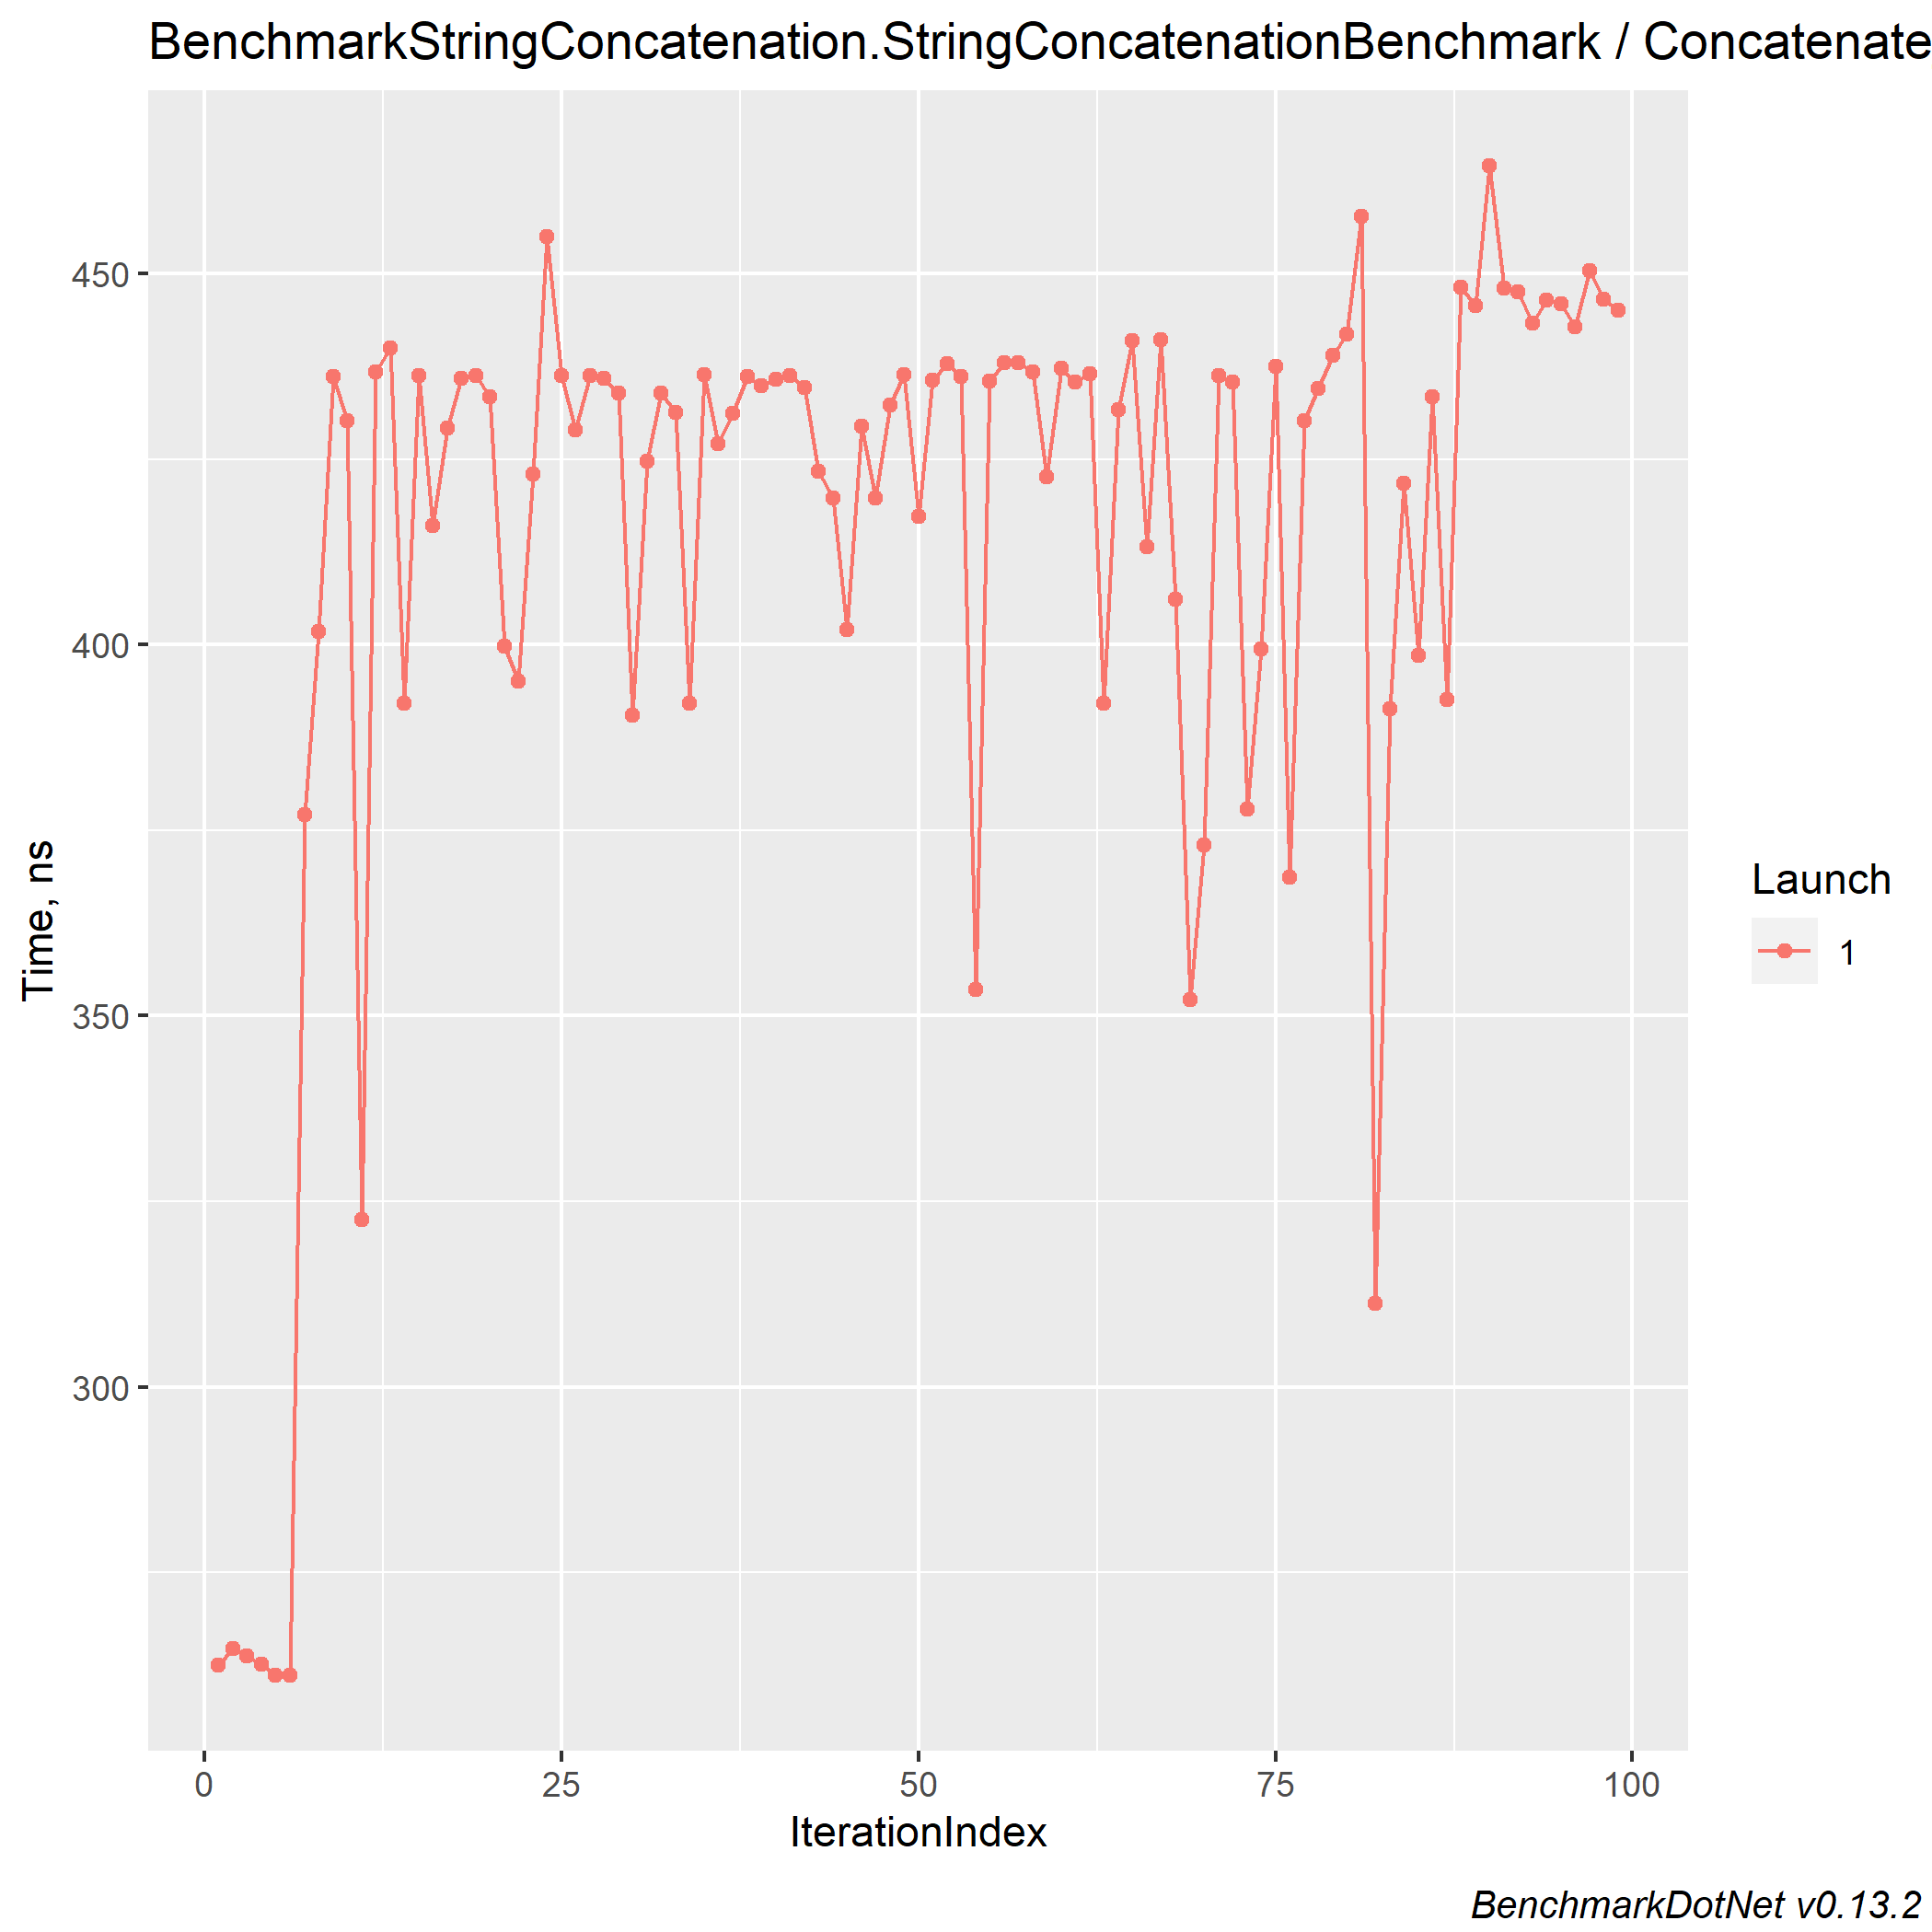 BenchmarkStringConcatenation.StringConcatenationBenchmark / Concatenate
450
400
350
300
Time, ns
0 25 50 75 100
IterationIndex
Launch
1
BenchmarkDotNet v0.13.2